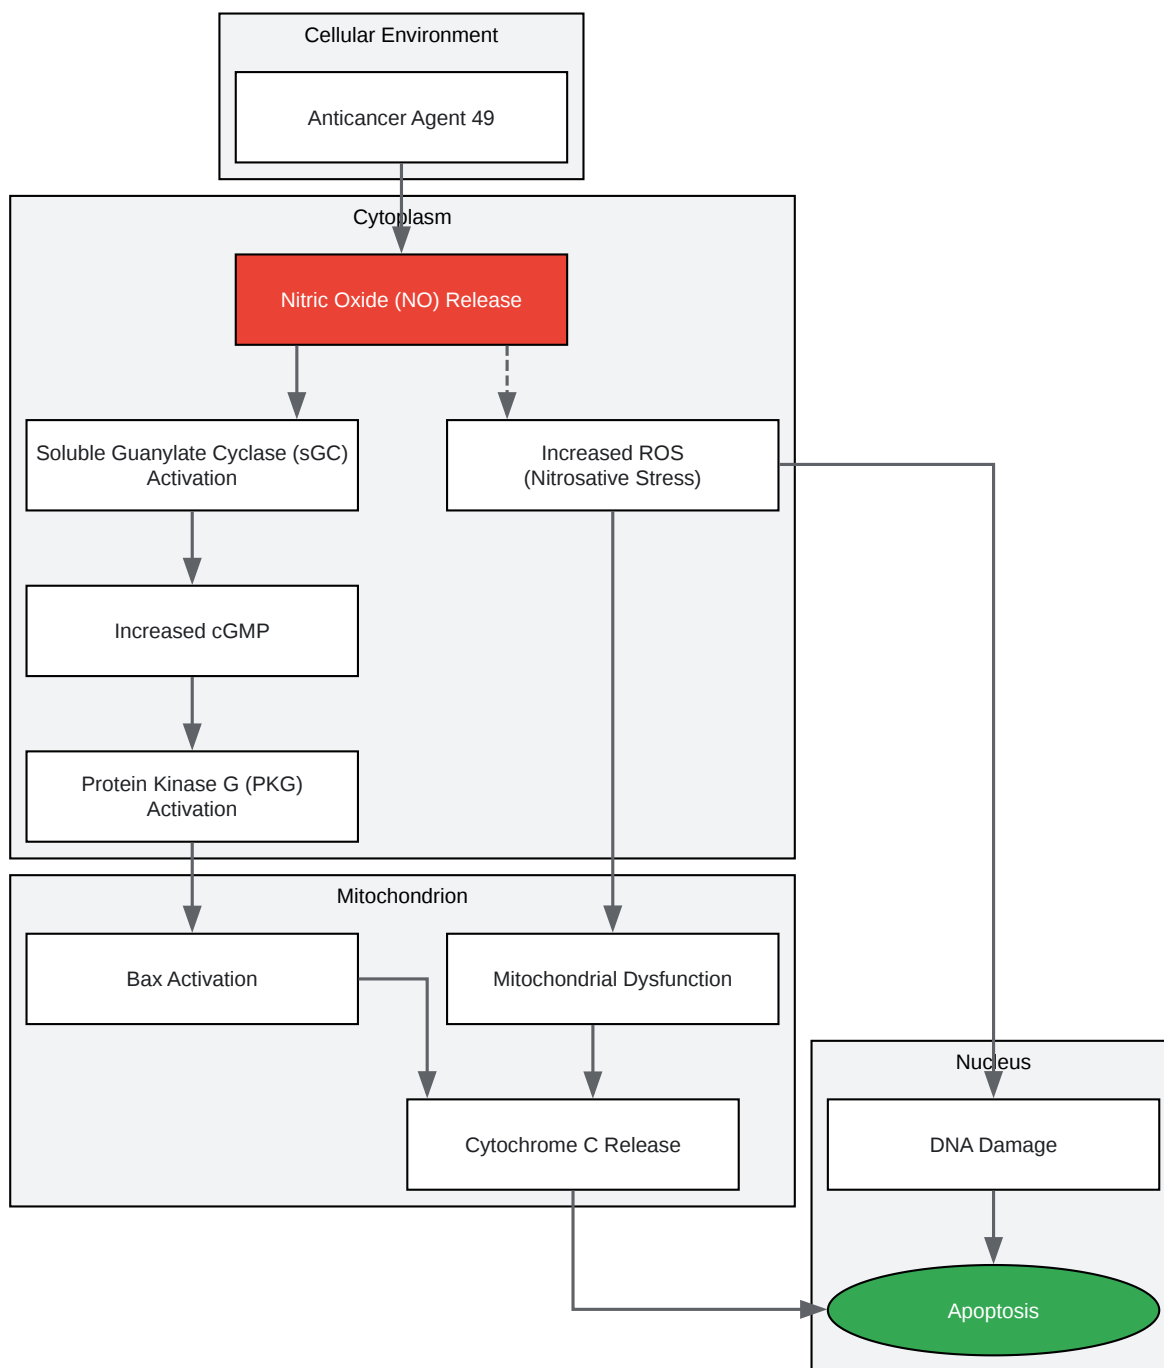 Cellular Environment
Anticancer Agent 49
Cytoplasm
Nitric Oxide (NO) Release
Soluble Guanylate Cyclase (sGC)
Activation
Increased ROS
(Nitrosative Stress)
Increased cGMP
Protein Kinase G (PKG)
Activation
Mitochondrion
Bax Activation
Mitochondrial Dysfunction
Nucleus
Cytochrome C Release
DNA Damage
Apoptosis